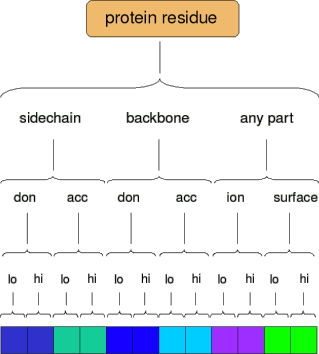 protein residue
sidechain backbone any part
don acc don acc ion surface
lo hi lo hi lo hi lo hi lo hi lo hi